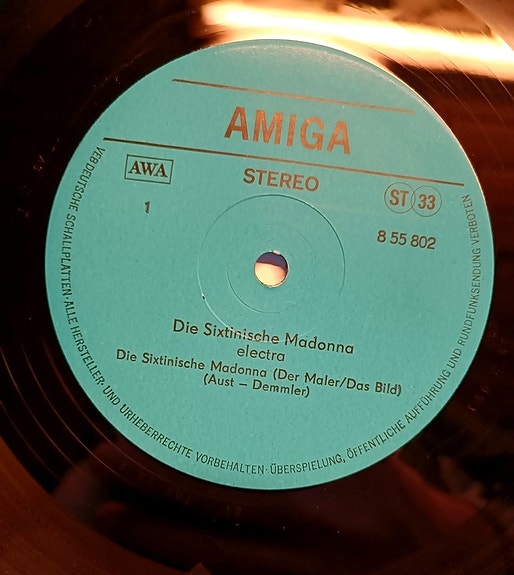 AMIGA
AWA
STEREO
ST 33
1
8 55 802
Die Sixtinische Madonna
electra
Die Sixtinische Madonna (Der Maler/Das Bild)
(Aust – Demmler)
VEB DEUTSCHE SCHALLPLATTEN · ALLE HERSTELLER- UND URHEBERRECHTE VORBEHALTEN · ÜBERSPIELUNG, ÖFFENTLICHE AUFFÜHRUNG UND RUNDFUNKSENDUNG VERBOTEN